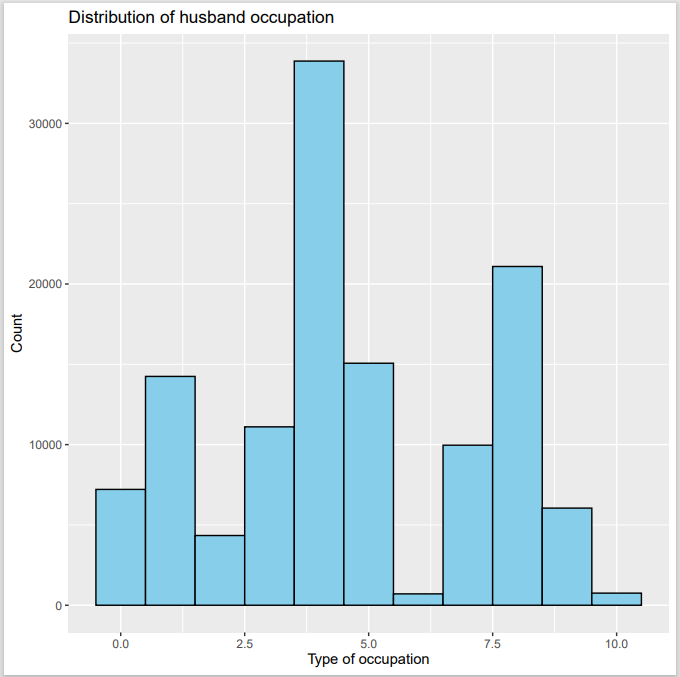 Distribution of husband occupation
Count
30000
20000
10000
0
0.0 2.5 5.0 7.5 10.0
Type of occupation